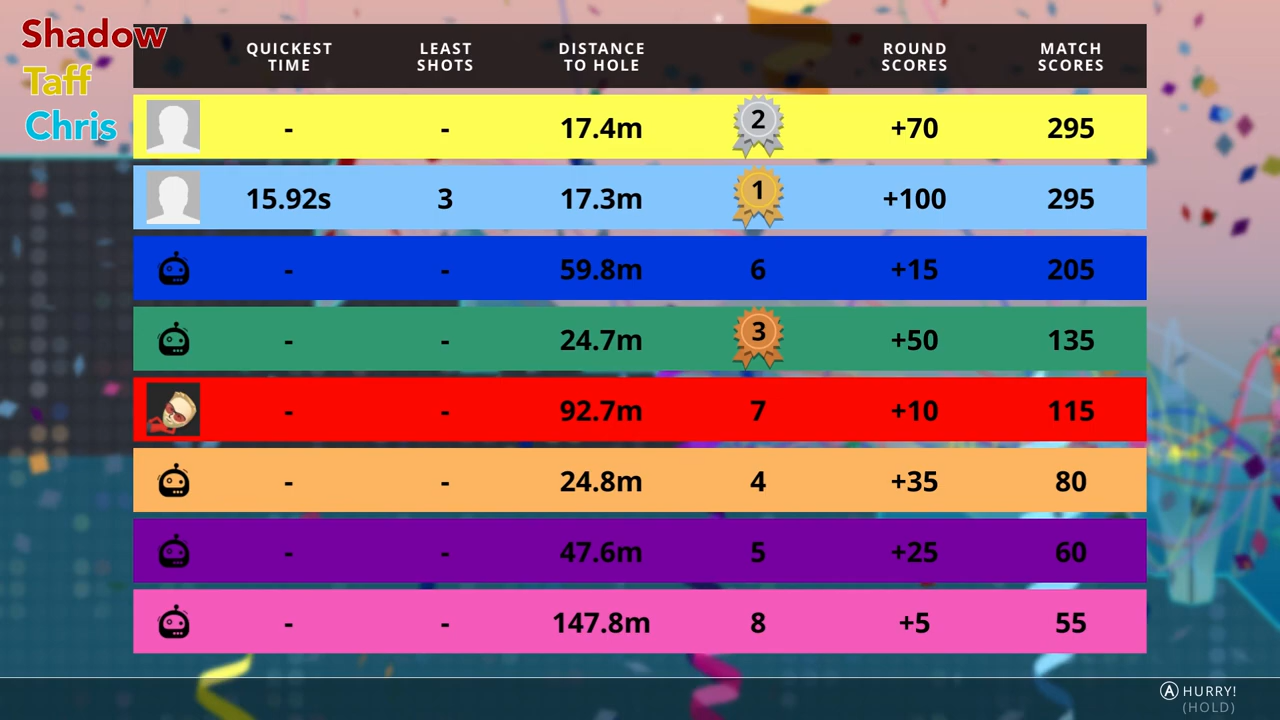 Shadow
Taff
Chris
QUICKEST TIME LEAST SHOTS DISTANCE TO HOLE ROUND SCORES MATCH SCORES
- - 17.4m 2 +70 295
15.92s 3 17.3m 1 +100 295
- - 59.8m 6 +15 205
- - 24.7m 3 +50 135
- - 92.7m 7 +10 115
- - 24.8m 4 +35 80
- - 47.6m 5 +25 60
- - 147.8m 8 +5 55
A HURRY!
(HOLD)